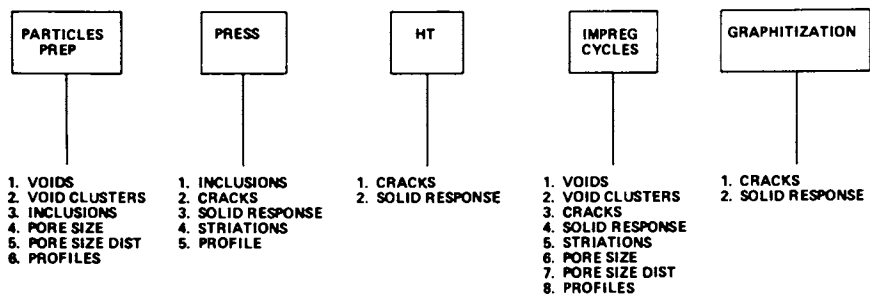 PARTICLES
PREP
PRESS
HT
IMPREG
CYCLES
GRAPHITIZATION
1. VOIDS
2. VOID CLUSTERS
3. INCLUSIONS
4. PORE SIZE
5. PORE SIZE DIST
6. PROFILES
1. INCLUSIONS
2. CRACKS
3. SOLID RESPONSE
4. STRIATIONS
5. PROFILE
1. CRACKS
2. SOLID RESPONSE
1. VOIDS
2. VOID CLUSTERS
3. CRACKS
4. SOLID RESPONSE
5. STRIATIONS
6. PORE SIZE
7. PORE SIZE DIST
8. PROFILES
1. CRACKS
2. SOLID RESPONSE